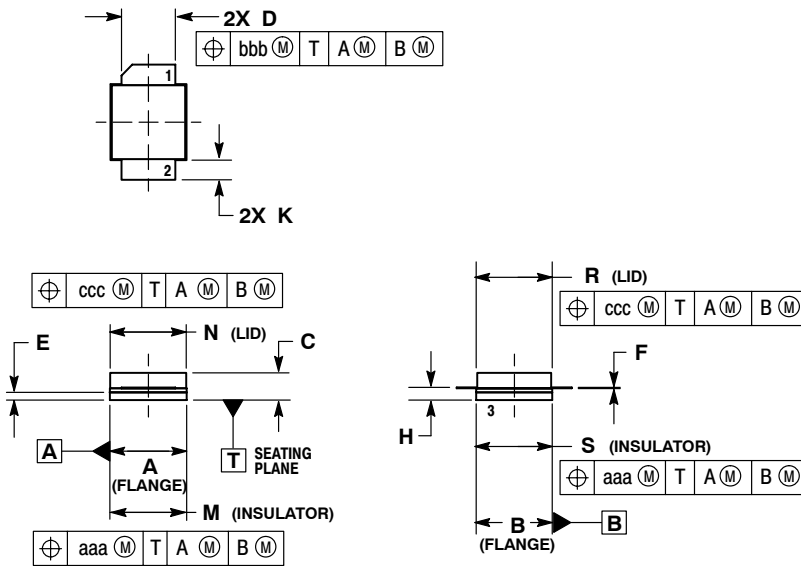 2X D
⌖ bbb Ⓜ T A Ⓜ B Ⓜ
1
2
2X K
⌖ ccc Ⓜ T A Ⓜ B Ⓜ
R (LID)
⌖ ccc Ⓜ T A Ⓜ B Ⓜ
E
N (LID)
C
F
3
H
A
T SEATING
PLANE
A
(FLANGE)
S (INSULATOR)
⌖ aaa Ⓜ T A Ⓜ B Ⓜ
M (INSULATOR)
B
(FLANGE)
B
⌖ aaa Ⓜ T A Ⓜ B Ⓜ